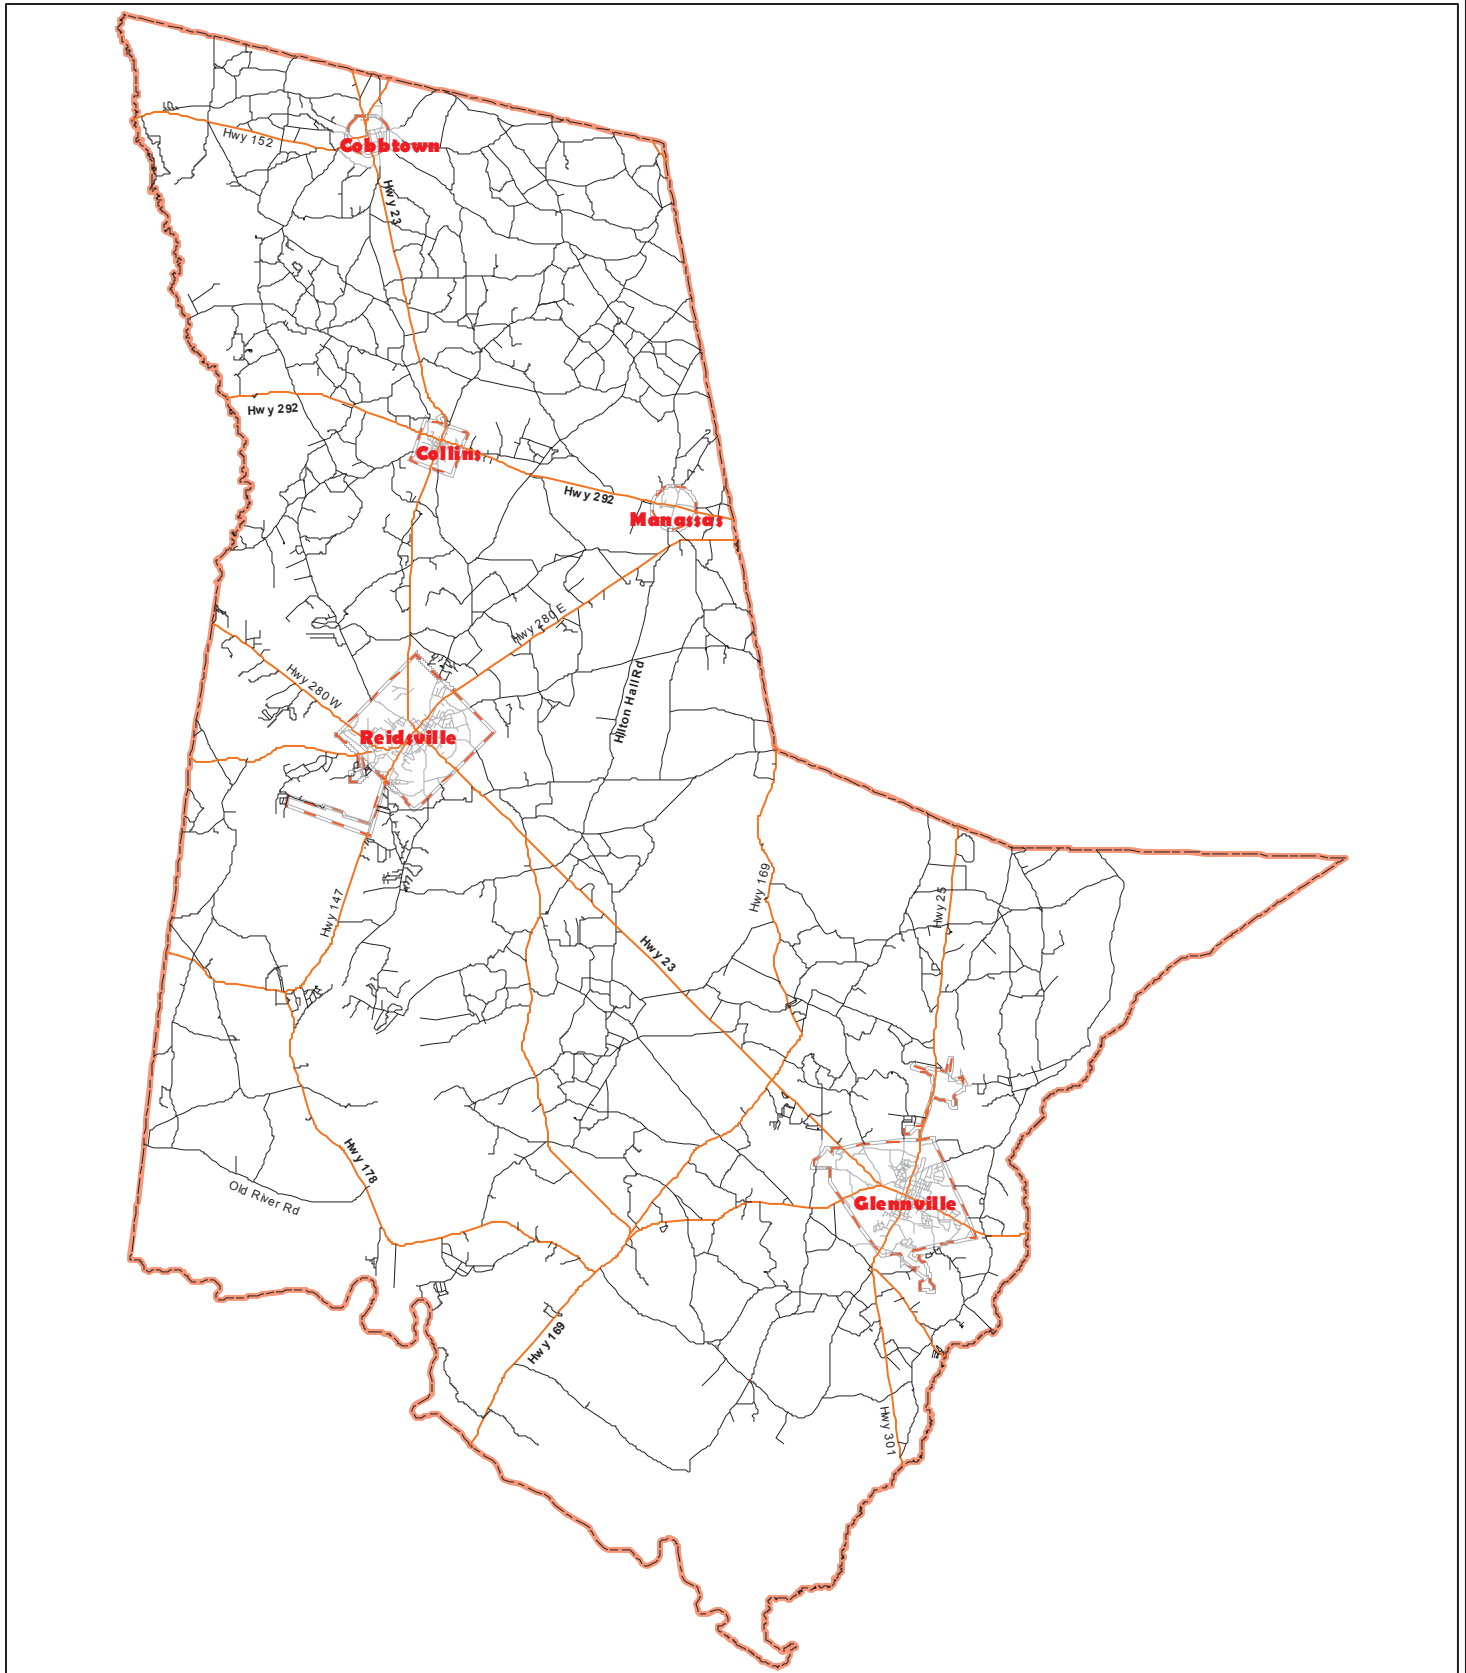 Hwy 152
Cobbtown
Hwy 23
Hwy 292
Collins
Hwy 292
Manassas
Hwy 280 E
Hwy 280 W
Hilton Hall Rd
Reidsville
Hwy 169
Hwy 147
Hwy 25
Hwy 23
Hwy 178
Old River Rd
Glennville
Hwy 169
Hwy 301